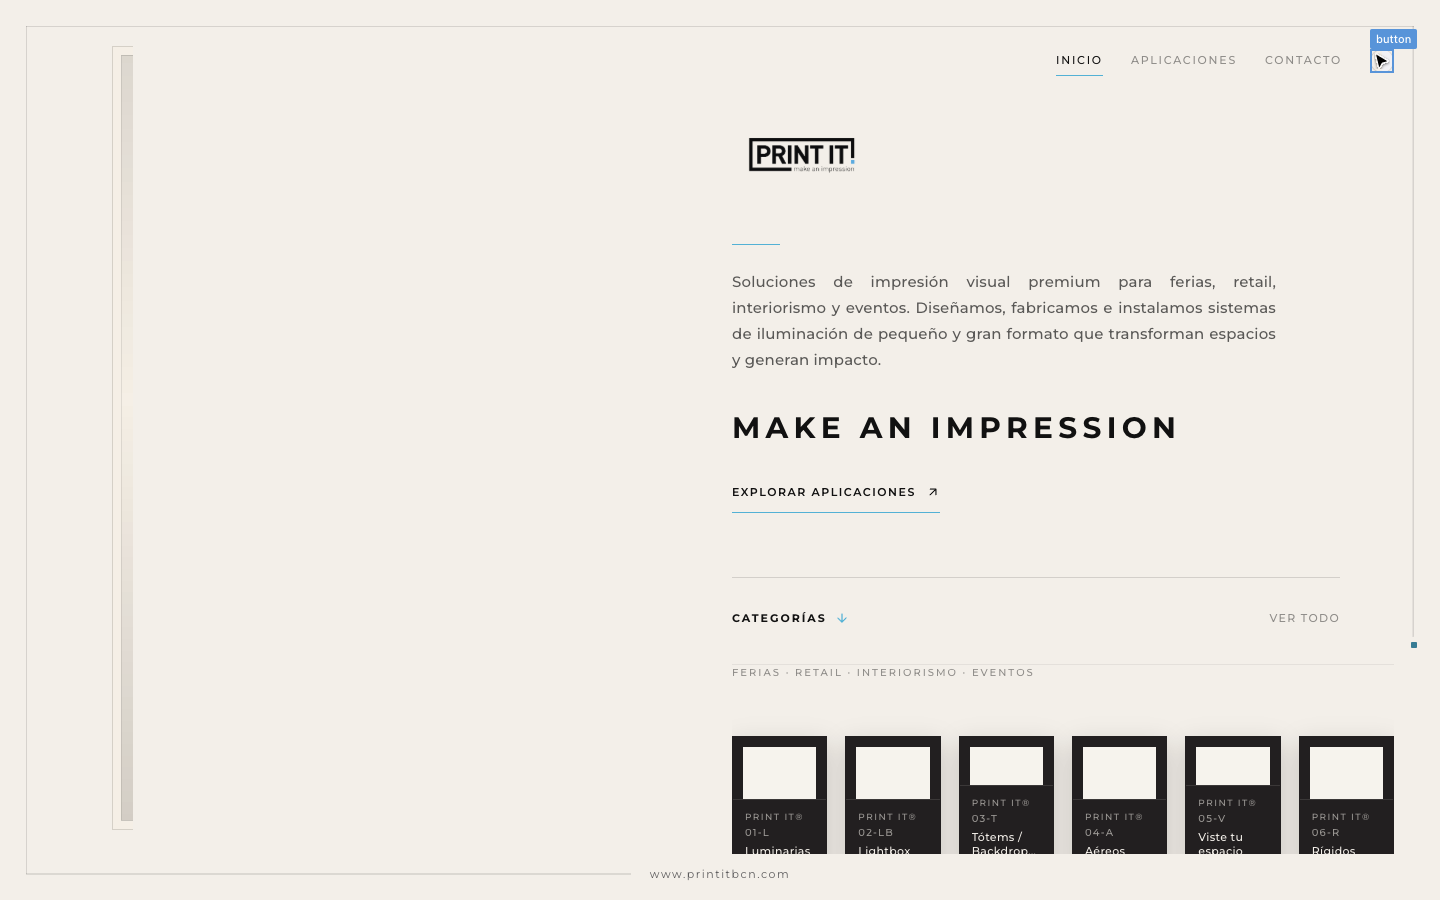 button
INICIO
APLICACIONES
CONTACTO
PRINT IT!
make an impression
Soluciones de impresión visual premium para ferias, retail,
interiorismo y eventos. Diseñamos, fabricamos e instalamos sistemas
de iluminación de pequeño y gran formato que transforman espacios
y generan impacto.
MAKE AN IMPRESSION
EXPLORAR APLICACIONES
CATEGORÍAS
VER TODO
FERIAS · RETAIL · INTERIORISMO · EVENTOS
PRINT IT®
01-L
Luminarias
PRINT IT®
02-LB
Lightbox
PRINT IT®
03-T
Tótems /
Backdrop...
PRINT IT®
04-A
Aéreos
PRINT IT®
05-V
Viste tu
espacio
PRINT IT®
06-R
Rígidos
www.printitbcn.com